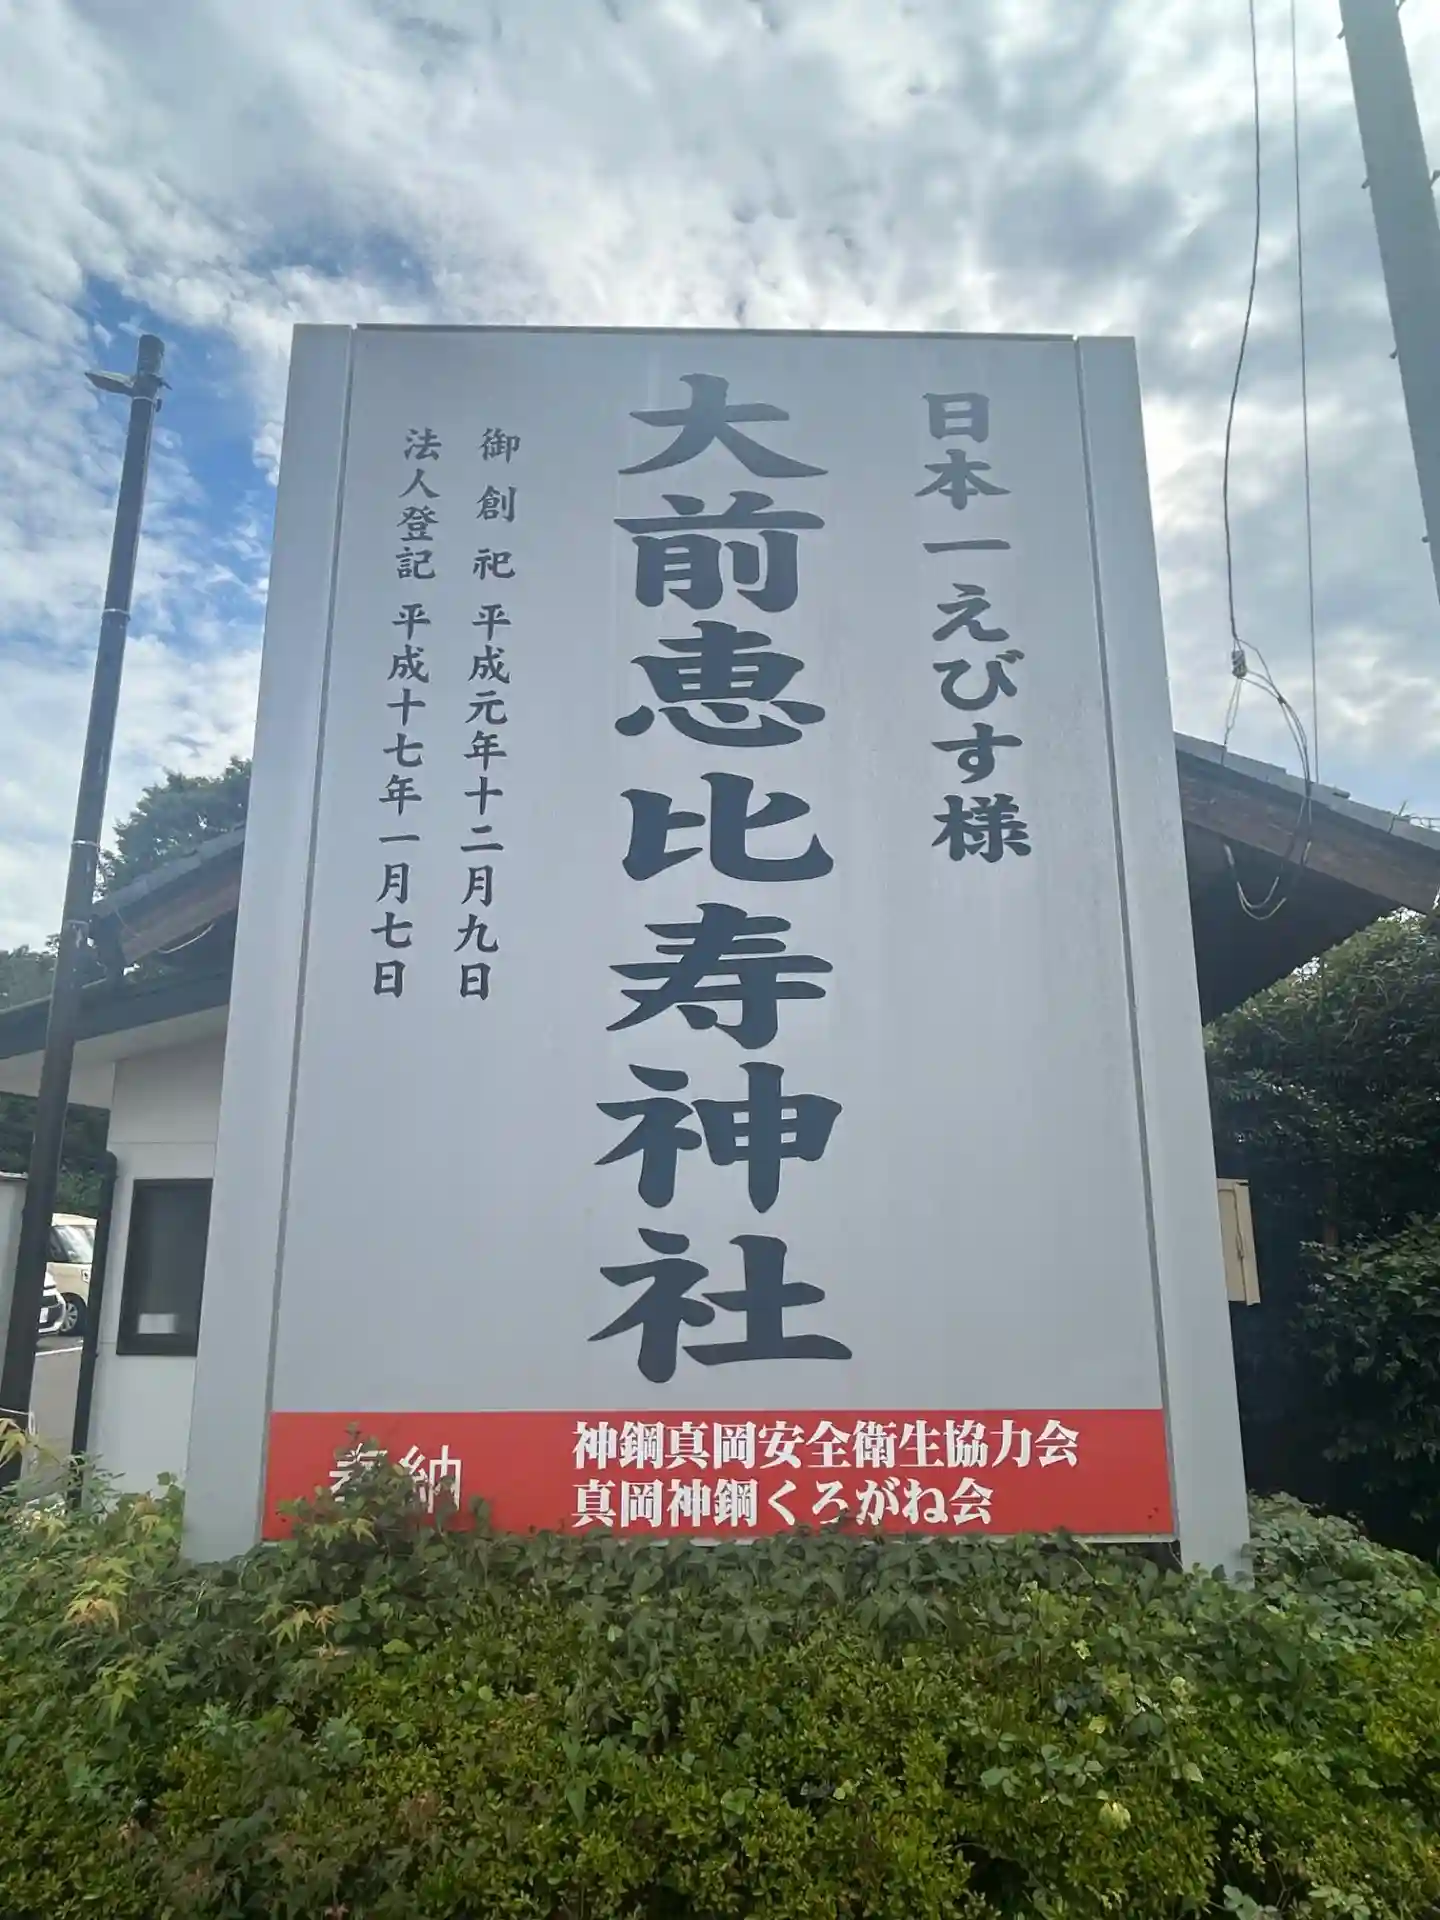 日本一えびす様
大前恵比寿神社
御創祀 平成元年十二月九日
法人登記 平成十七年一月七日
奉納
神鋼真岡安全衛生協力会
真岡神鋼くろがね会